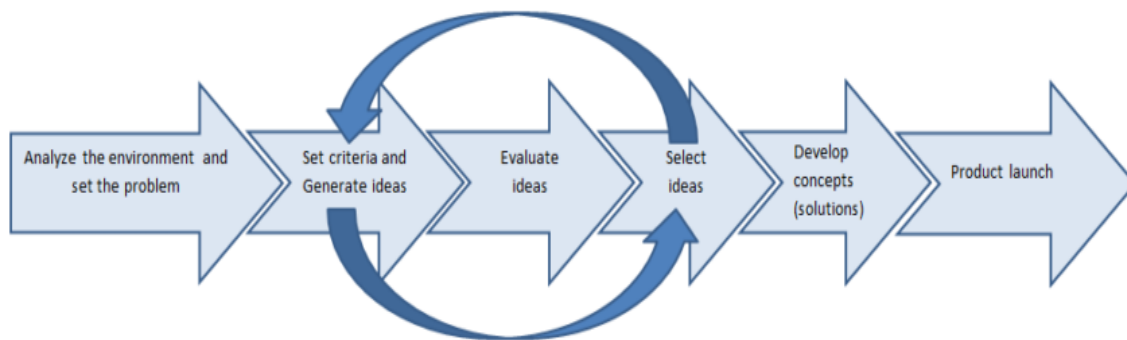 Analyze the environment and
set the problem
Set criteria and
Generate ideas
Evaluate
ideas
Select
ideas
Develop
concepts
(solutions)
Product launch